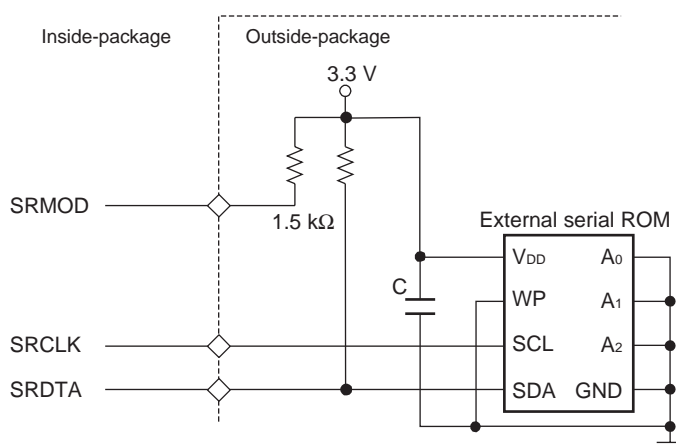 Inside-package
Outside-package
3.3 V
SRMOD
1.5 kΩ
External serial ROM
VDD A0
C
WP A1
SRCLK
SCL A2
SRDTA
SDA GND